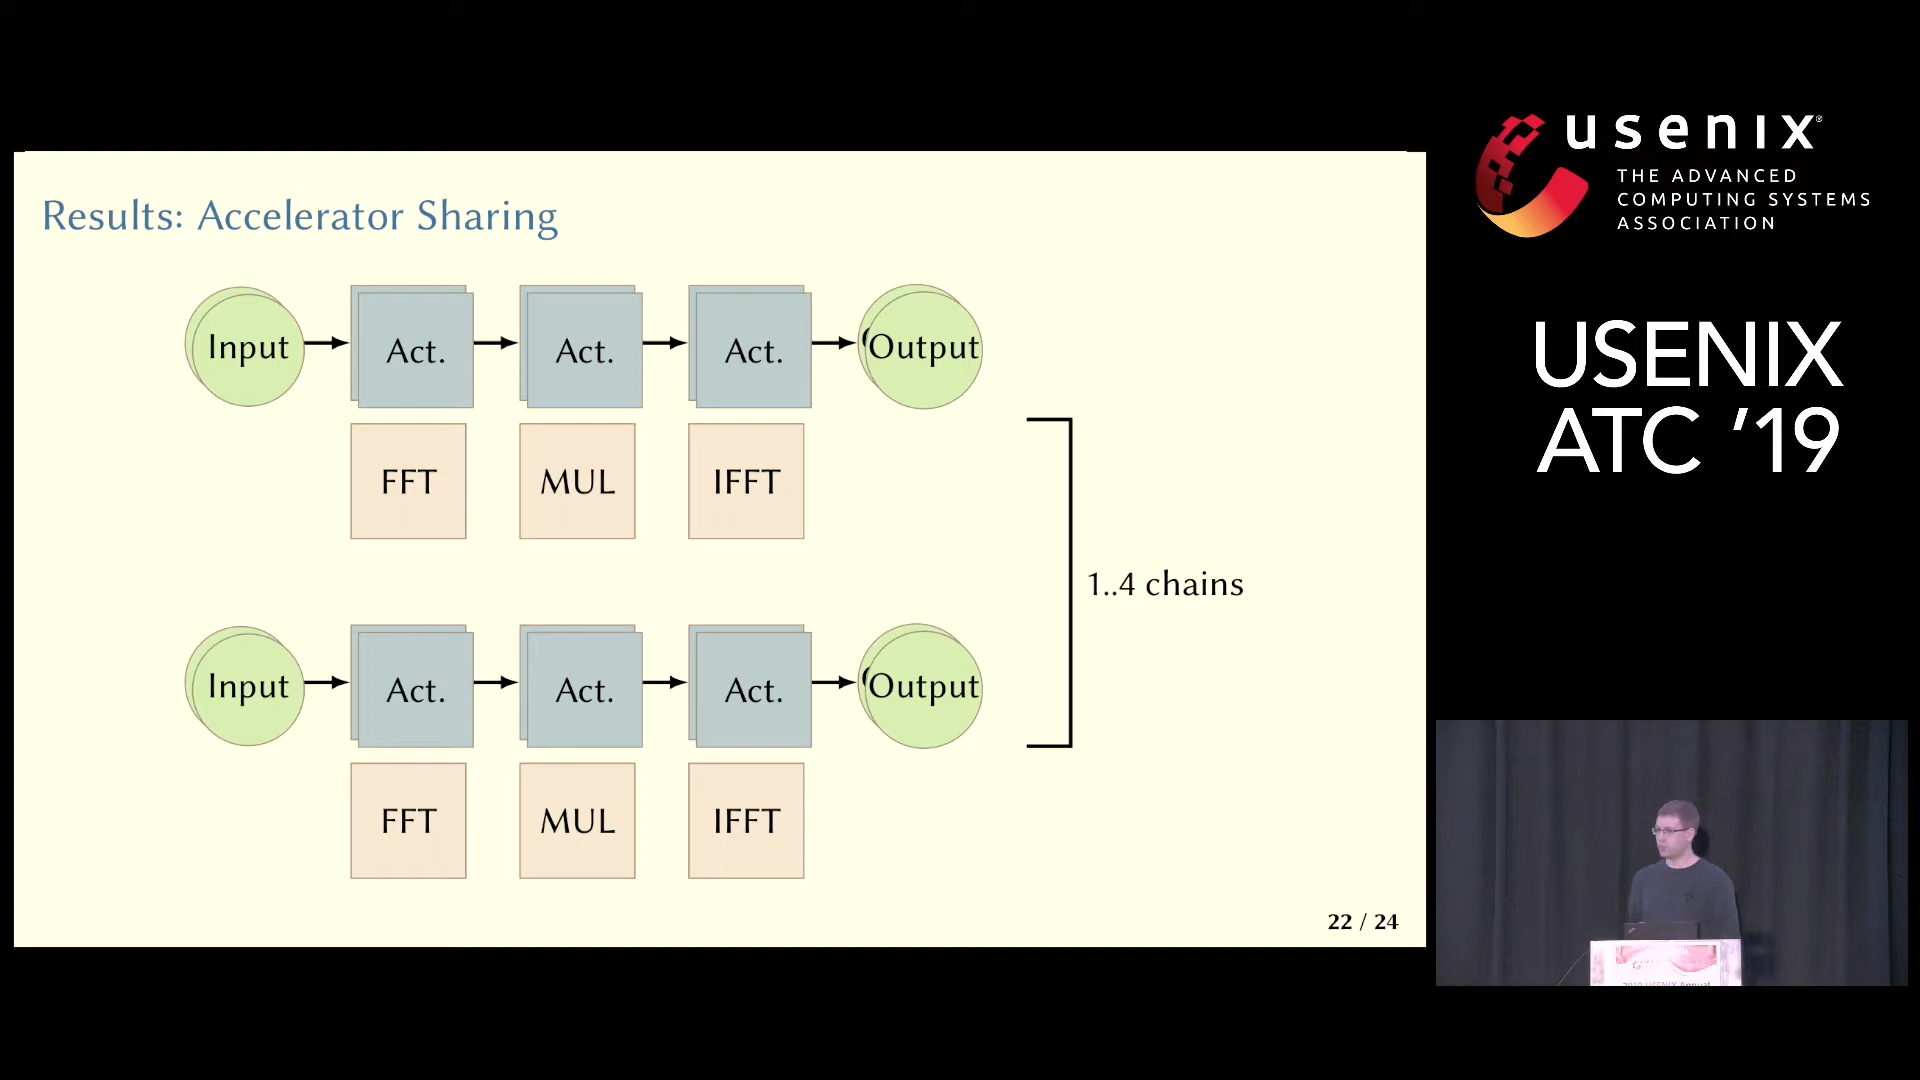 Results: Accelerator Sharing
Input
Act.
Act.
Act.
Output
FFT
MUL
IFFT
1..4 chains
Input
Act.
Act.
Act.
Output
FFT
MUL
IFFT
22 / 24
usenix®
THE ADVANCED
COMPUTING SYSTEMS
ASSOCIATION
USENIX
ATC ’19